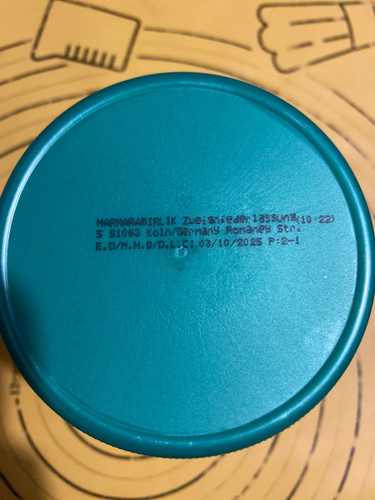 MARMARABIRLIK Zweigniederlassung(10:22)
5 51063 Koln/Germany Romaney Str.
E.D/M.H.B/D.L.C: 03/10/2025 P:2-1